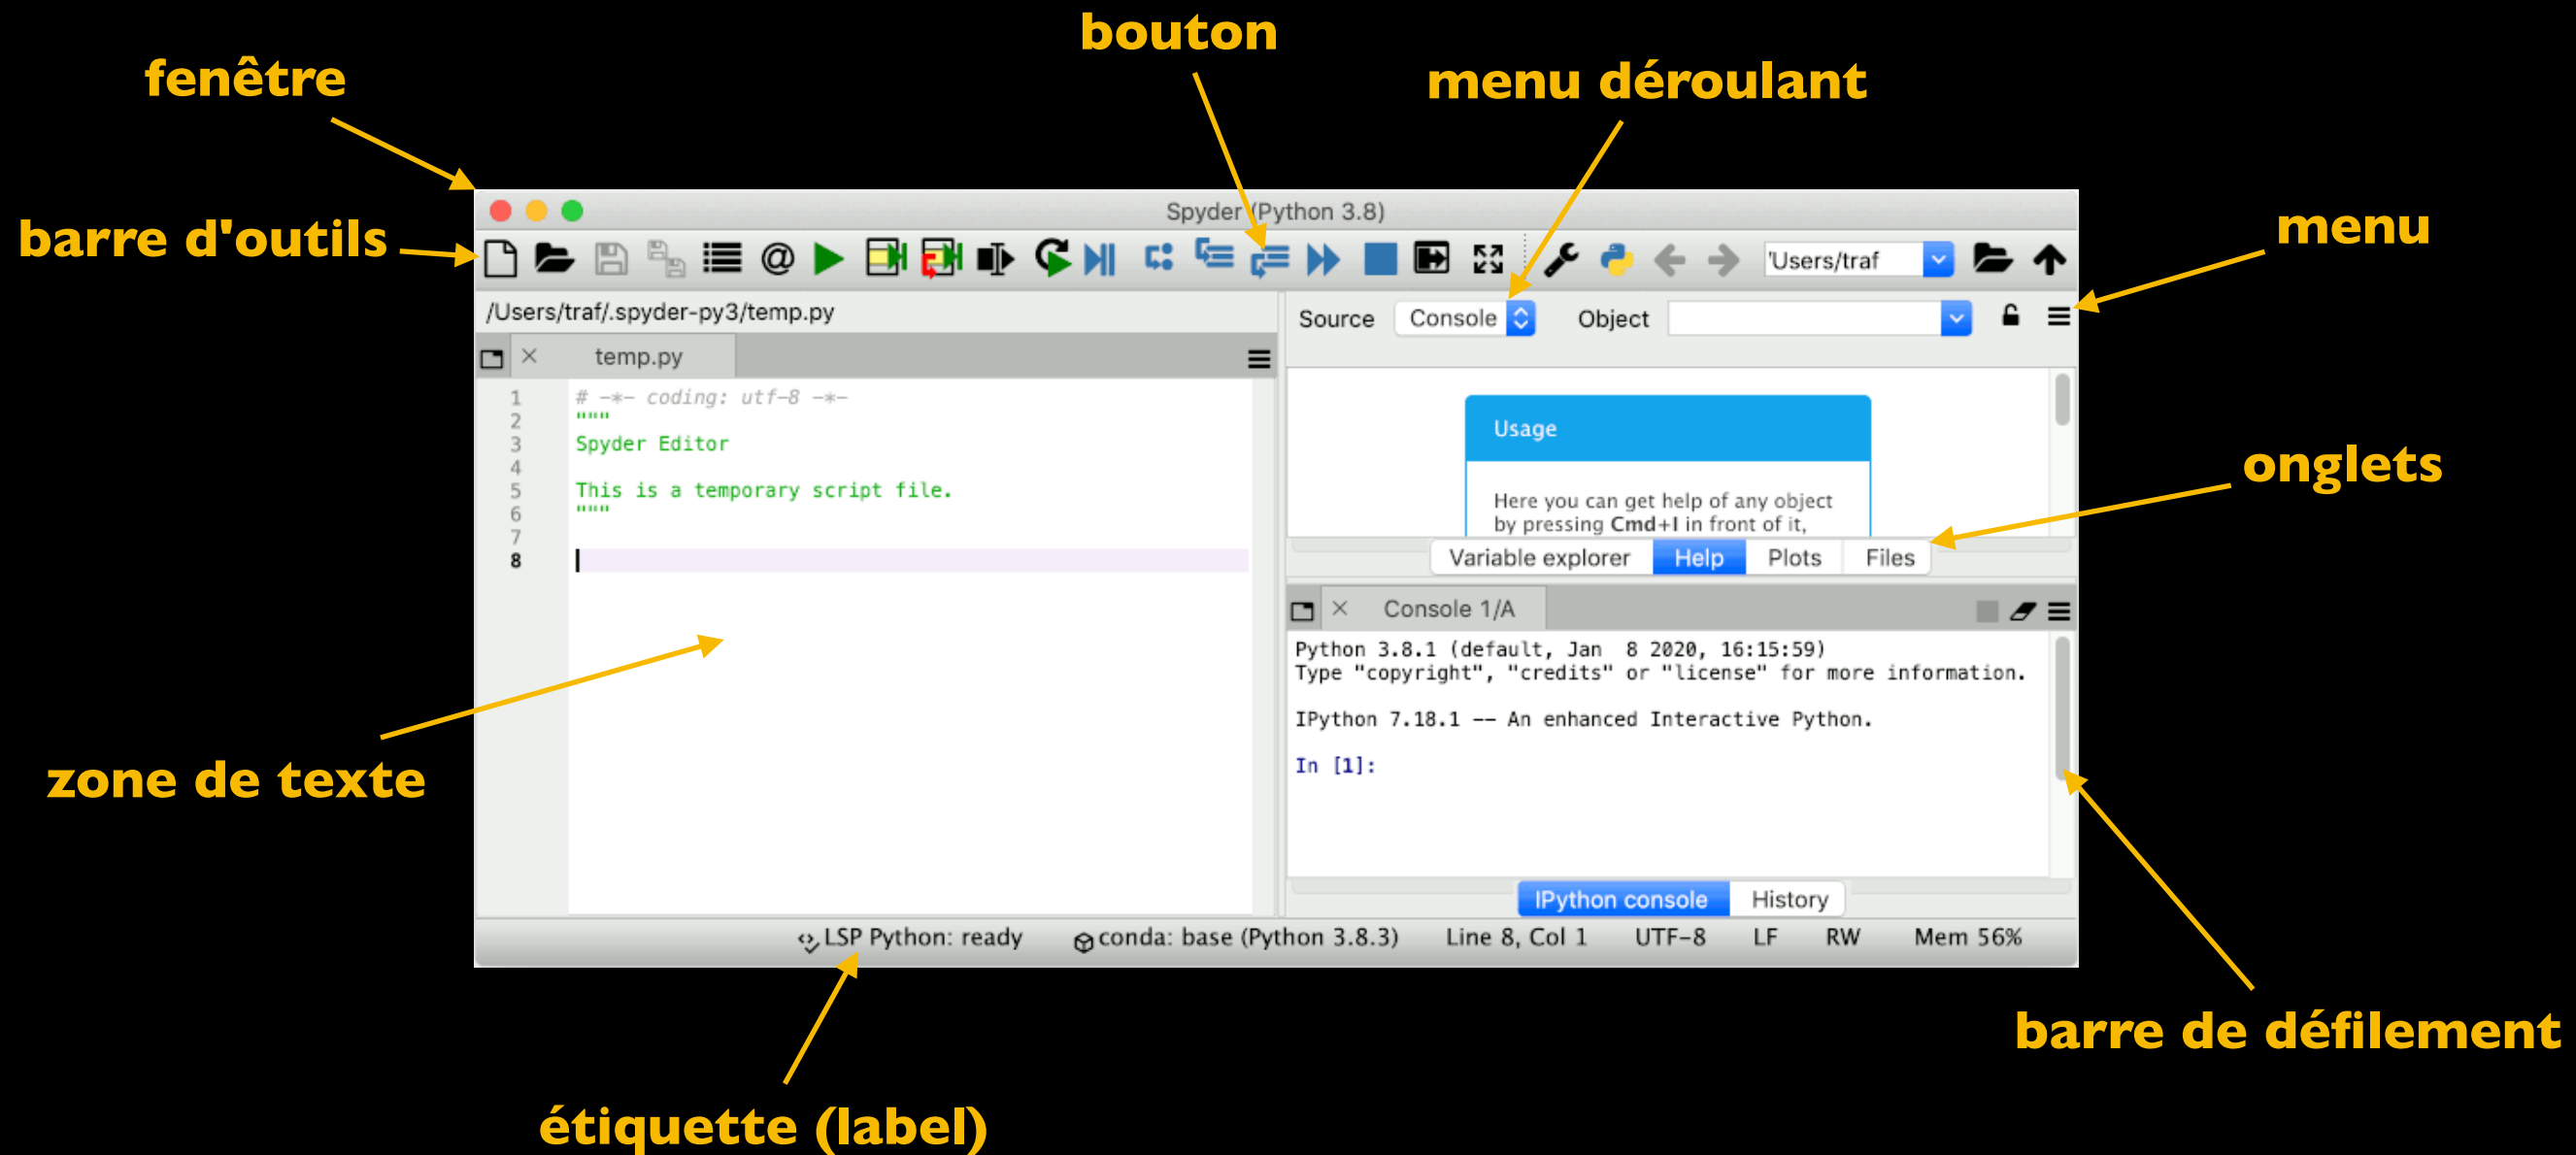 bouton
fenêtre
menu déroulant
barre d'outils
menu
Spyder (Python 3.8)
'Users/traf
/Users/traf/.spyder-py3/temp.py
Source Console Object
temp.py
1 # -*- coding: utf-8 -*-
2 """
3 Spyder Editor
4
5 This is a temporary script file.
6 """
7
8
Usage
Here you can get help of any object
by pressing Cmd+I in front of it,
onglets
Variable explorer Help Plots Files
Console 1/A
Python 3.8.1 (default, Jan  8 2020, 16:15:59)
Type "copyright", "credits" or "license" for more information.
IPython 7.18.1 -- An enhanced Interactive Python.
In [1]:
zone de texte
IPython console History
LSP Python: ready conda: base (Python 3.8.3) Line 8, Col 1 UTF-8 LF RW Mem 56%
barre de défilement
étiquette (label)